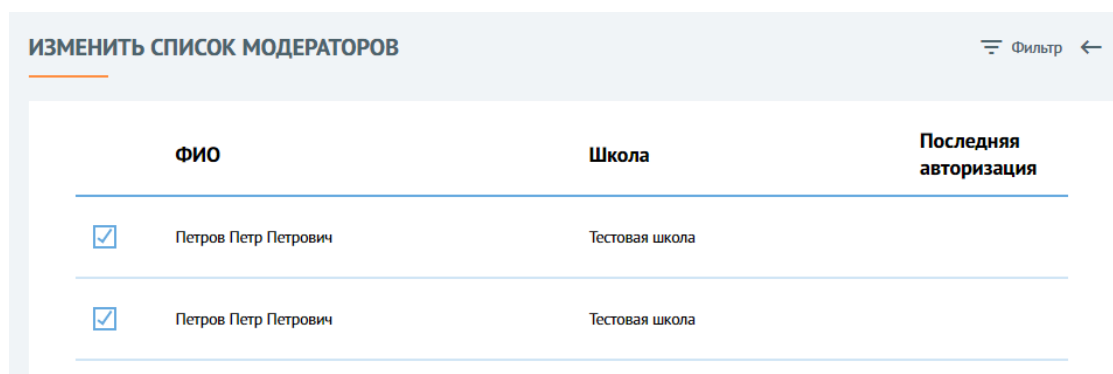 ИЗМЕНИТЬ СПИСОК МОДЕРАТОРОВ
Фильтр
ФИО
Школа
Последняя
авторизация
Петров Петр Петрович
Тестовая школа
Петров Петр Петрович
Тестовая школа